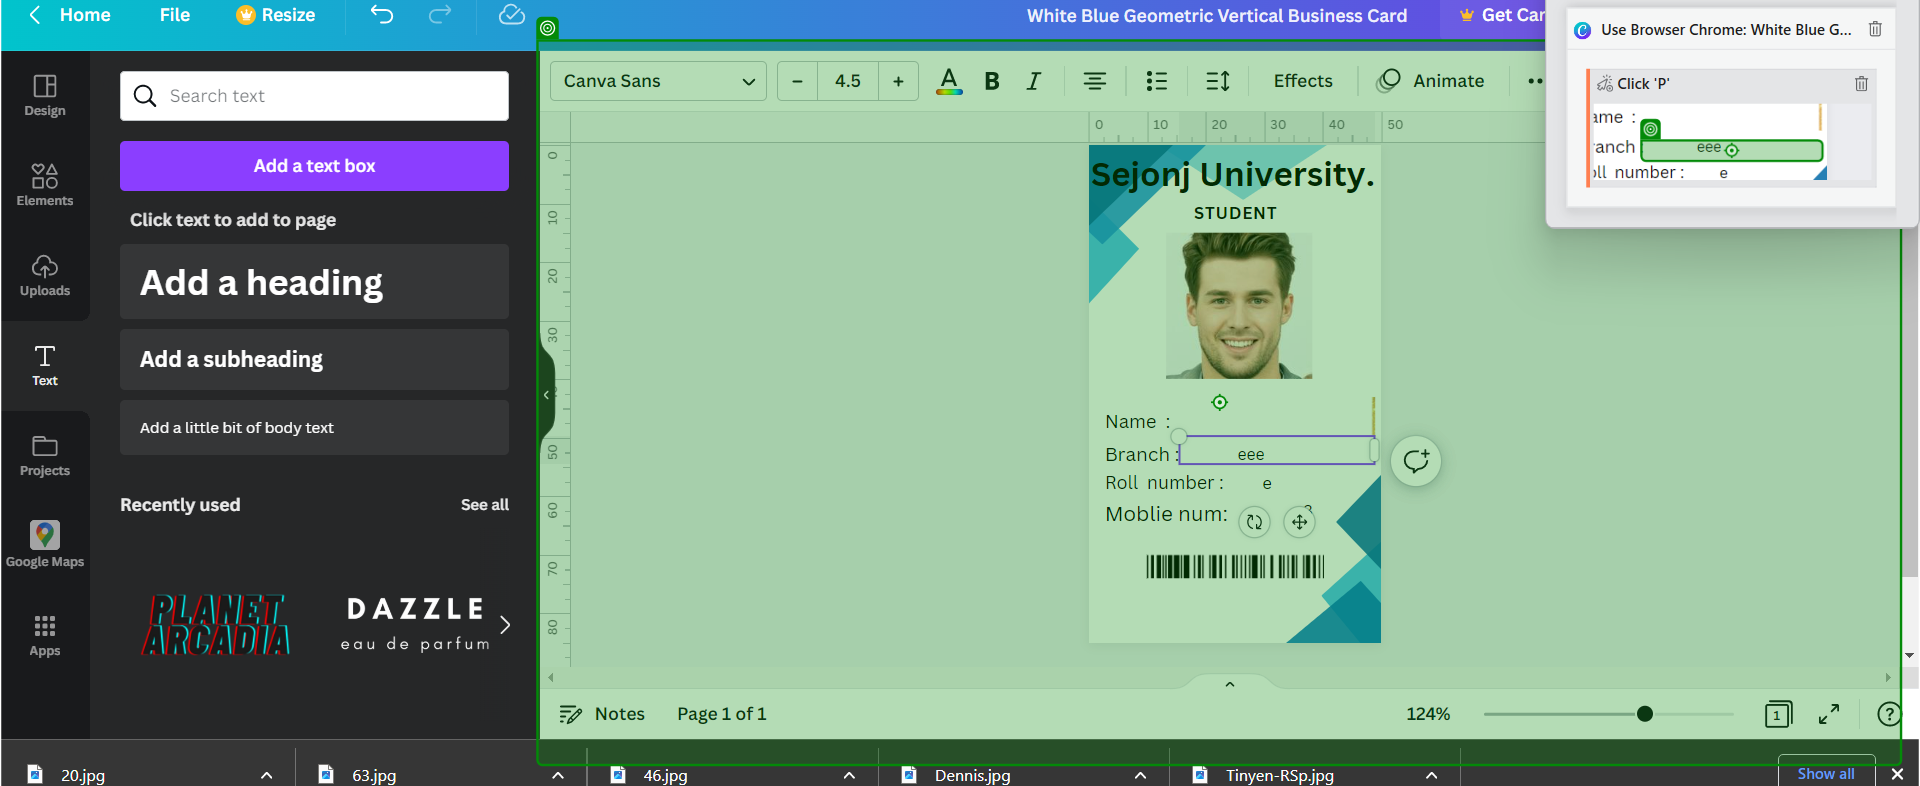 Home File Resize White Blue Geometric Vertical Business Card Get Can
Use Browser Chrome: White Blue G...
Click 'P'
ame :
anch eee
oll number : e
Design
Elements
Uploads
Text
Projects
Google Maps
Apps
Search text
Add a text box
Click text to add to page
Add a heading
Add a subheading
Add a little bit of body text
Recently used See all
PLANET
ARCADIA
DAZZLE
eau de parfum
Canva Sans – 4.5 + A B I Effects Animate
0 10 20 30 40 50
0
10
20
30
50
60
70
80
Sejonj University.
STUDENT
Name :
Branch : eee
Roll number : e
Moblie num:
Notes Page 1 of 1 124% 1 ?
20.jpg 63.jpg 46.jpg Dennis.jpg Tinyen-RSp.jpg Show all